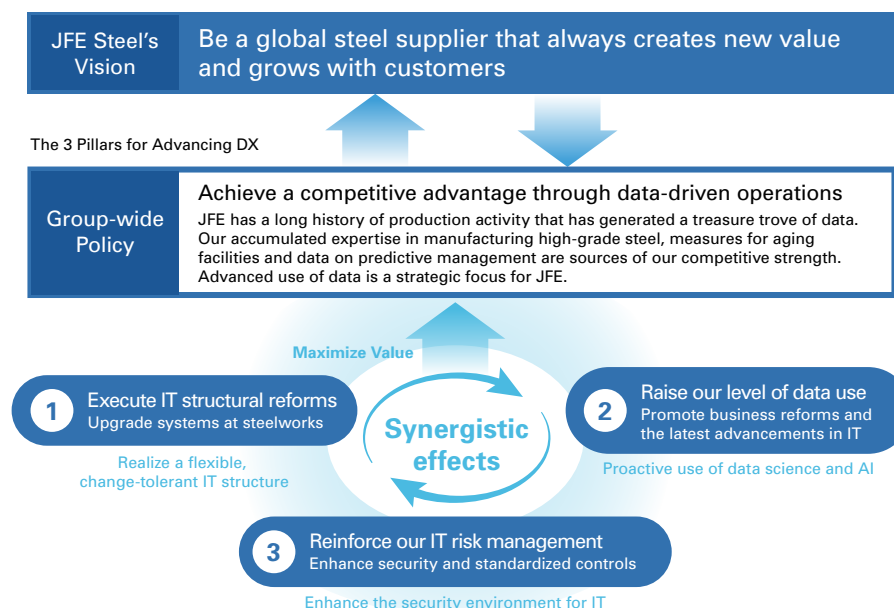 JFE Steel's
Vision
Be a global steel supplier that always creates new value
and grows with customers
The 3 Pillars for Advancing DX
Group-wide
Policy
Achieve a competitive advantage through data-driven operations
JFE has a long history of production activity that has generated a treasure trove of data.
Our accumulated expertise in manufacturing high-grade steel, measures for aging
facilities and data on predictive management are sources of our competitive strength.
Advanced use of data is a strategic focus for JFE.
Maximize Value
1
Execute IT structural reforms
Upgrade systems at steelworks
Realize a flexible,
change-tolerant IT structure
Synergistic
effects
2
Raise our level of data use
Promote business reforms and
the latest advancements in IT
Proactive use of data science and AI
3
Reinforce our IT risk management
Enhance security and standardized controls
Enhance the security environment for IT